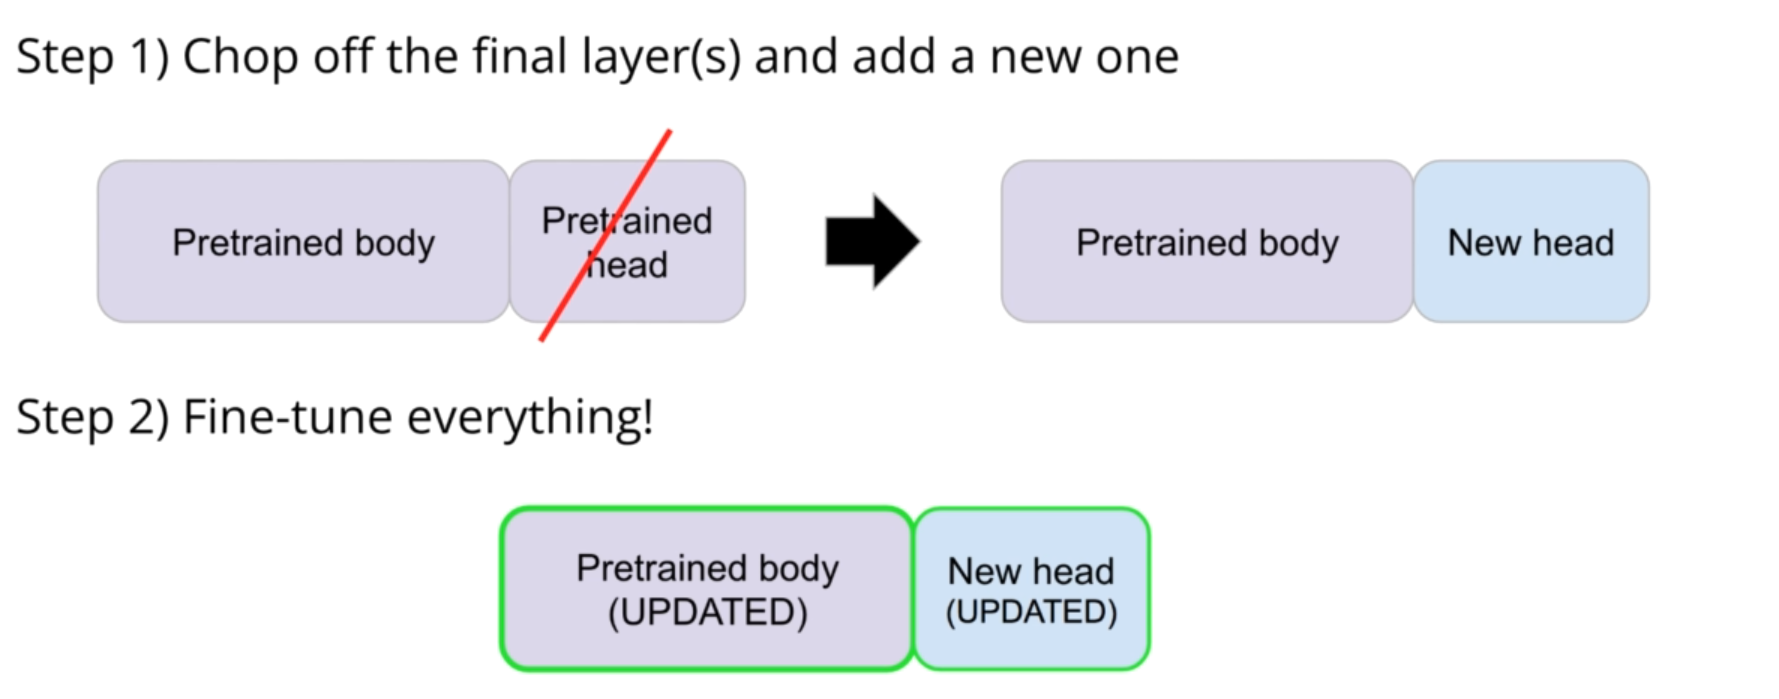 Step 1) Chop off the final layer(s) and add a new one
Pretrained body
Pretrained
head
Pretrained body
New head
Step 2) Fine-tune everything!
Pretrained body
(UPDATED)
New head
(UPDATED)